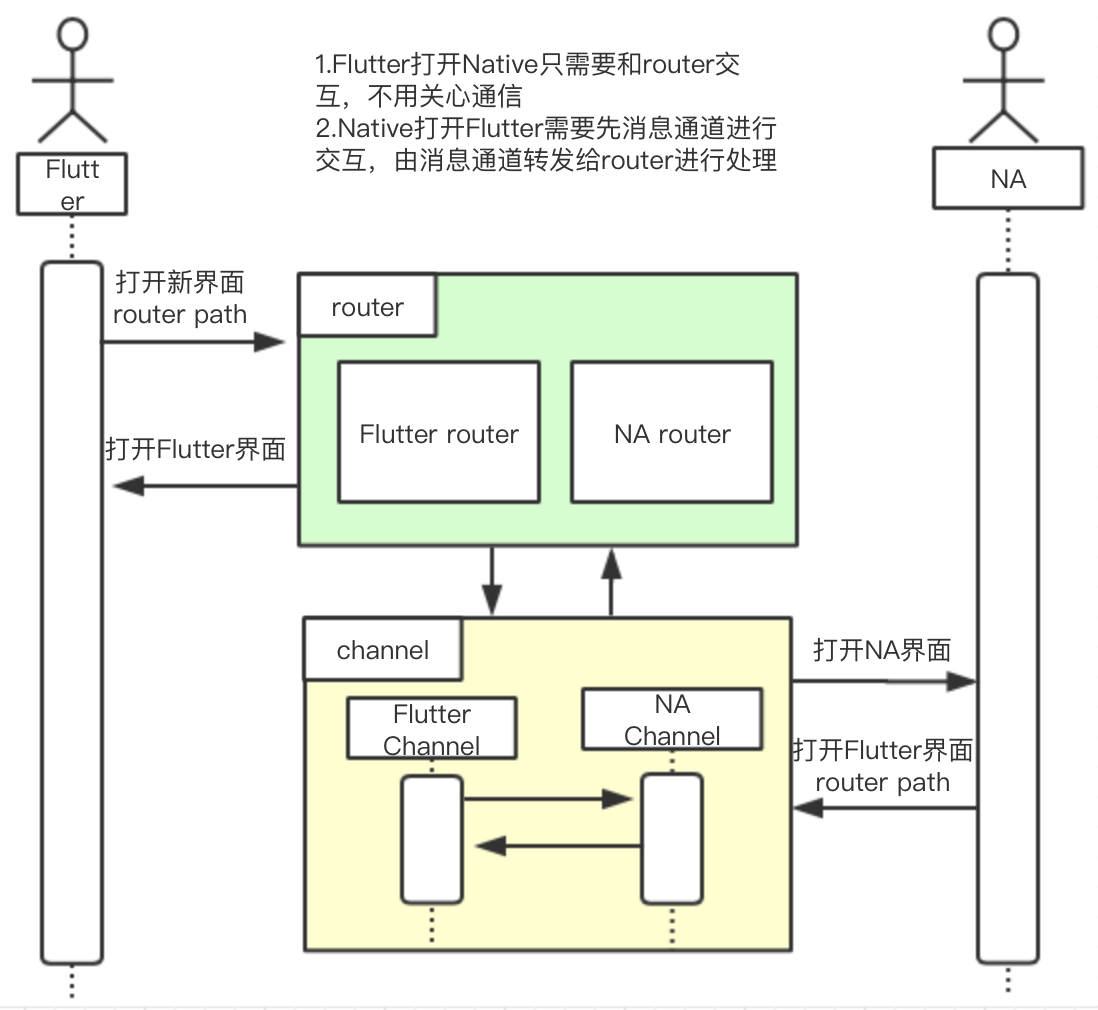 1.Flutter打开Native只需要和router交
互，不用关心通信
2.Native打开Flutter需要先消息通道进行
交互，由消息通道转发给router进行处理
Flutt
er
NA
打开新界面
router path
router
Flutter router
NA router
打开Flutter界面
channel
打开NA界面
Flutter
Channel
NA
Channel
打开Flutter界面
router path